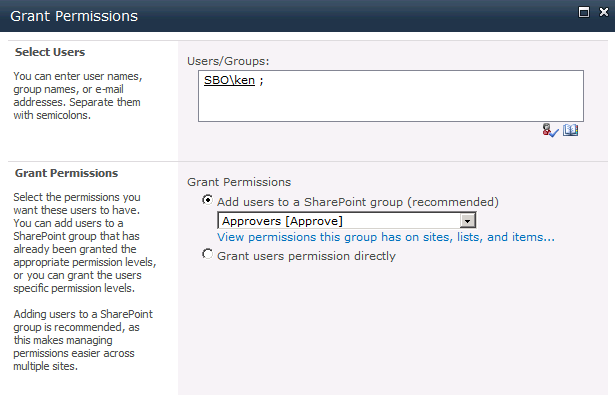 Grant Permissions
Select Users
You can enter user names,
group names, or e-mail
addresses. Separate them
with semicolons.
Users/Groups:
SBO\ken ;
Grant Permissions
Select the permissions you
want these users to have.
You can add users to a
SharePoint group that has
already been granted the
appropriate permission levels,
or you can grant the users
specific permission levels.
Adding users to a SharePoint
group is recommended, as
this makes managing
permissions easier across
multiple sites.
Grant Permissions
Add users to a SharePoint group (recommended)
Approvers [Approve]
View permissions this group has on sites, lists, and items...
Grant users permission directly